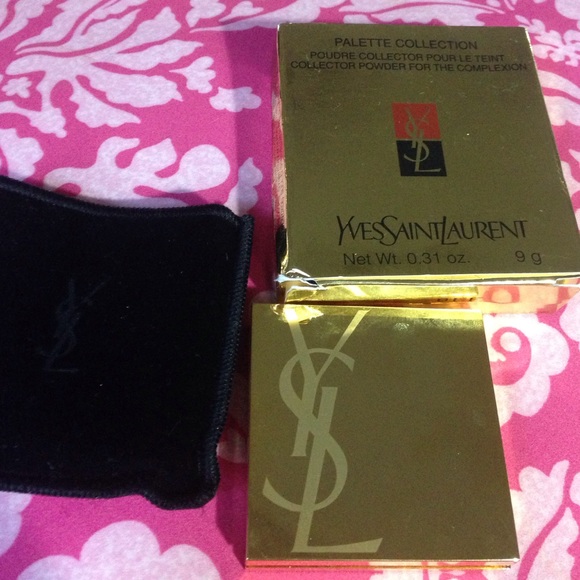 PALETTE COLLECTION
POUDRE COLLECTOR POUR LE TEINT
COLLECTOR POWDER FOR THE COMPLEXION
YSL
YVESSAINTLAURENT
Net Wt. 0.31 oz. 9 g
YSL
YSL